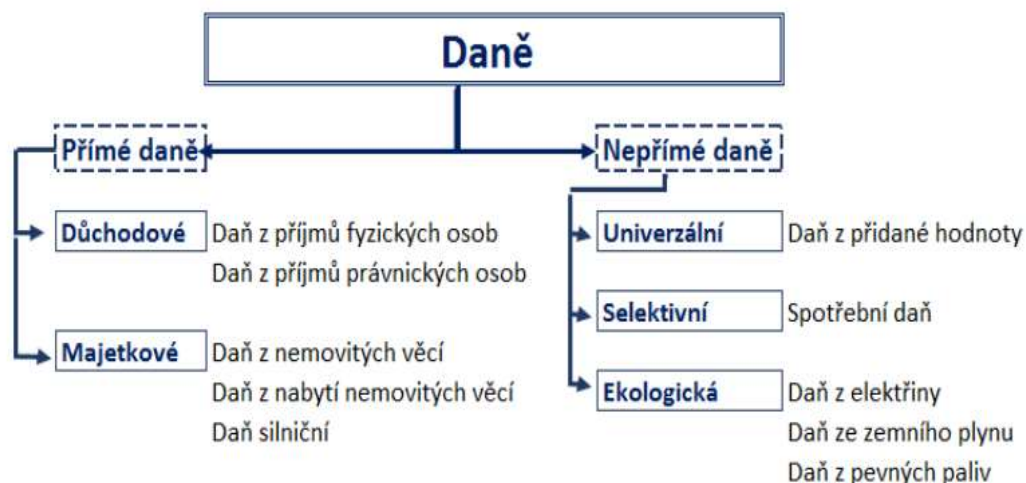 Daně
Přímé daně
Důchodové
Daň z příjmů fyzických osob
Daň z příjmů právnických osob
Majetkové
Daň z nemovitých věcí
Daň z nabytí nemovitých věcí
Daň silniční
Nepřímé daně
Univerzální
Daň z přidané hodnoty
Selektivní
Spotřební daň
Ekologická
Daň z elektřiny
Daň ze zemního plynu
Daň z pevných paliv